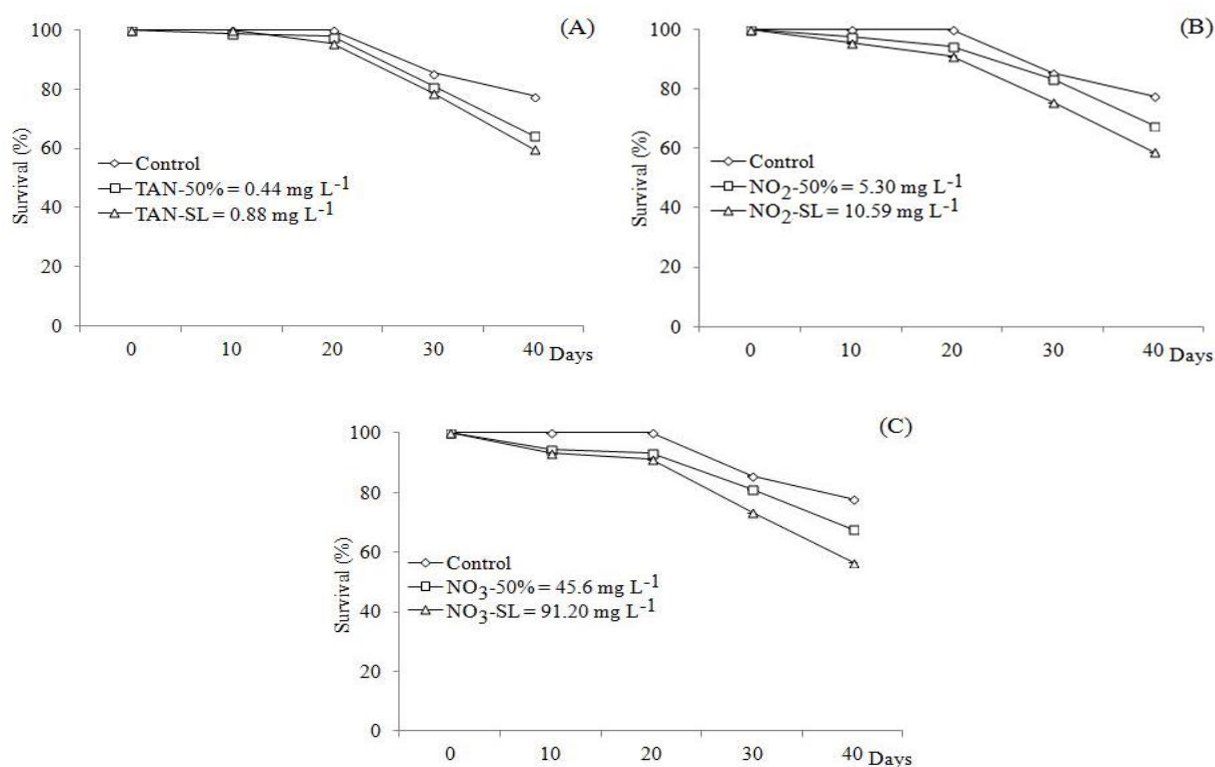 (A)
100
80
60
40
20
0
Survival (%)
Control
TAN-50% = 0.44 mg L-1
TAN-SL = 0.88 mg L-1
0 10 20 30 40 Days
(B)
100
80
60
40
20
0
Survival (%)
Control
NO2-50% = 5.30 mg L-1
NO2-SL = 10.59 mg L-1
0 10 20 30 40 Days
(C)
100
80
60
40
20
0
Survival (%)
Control
NO3-50% = 45.6 mg L-1
NO3-SL = 91.20 mg L-1
0 10 20 30 40 Days